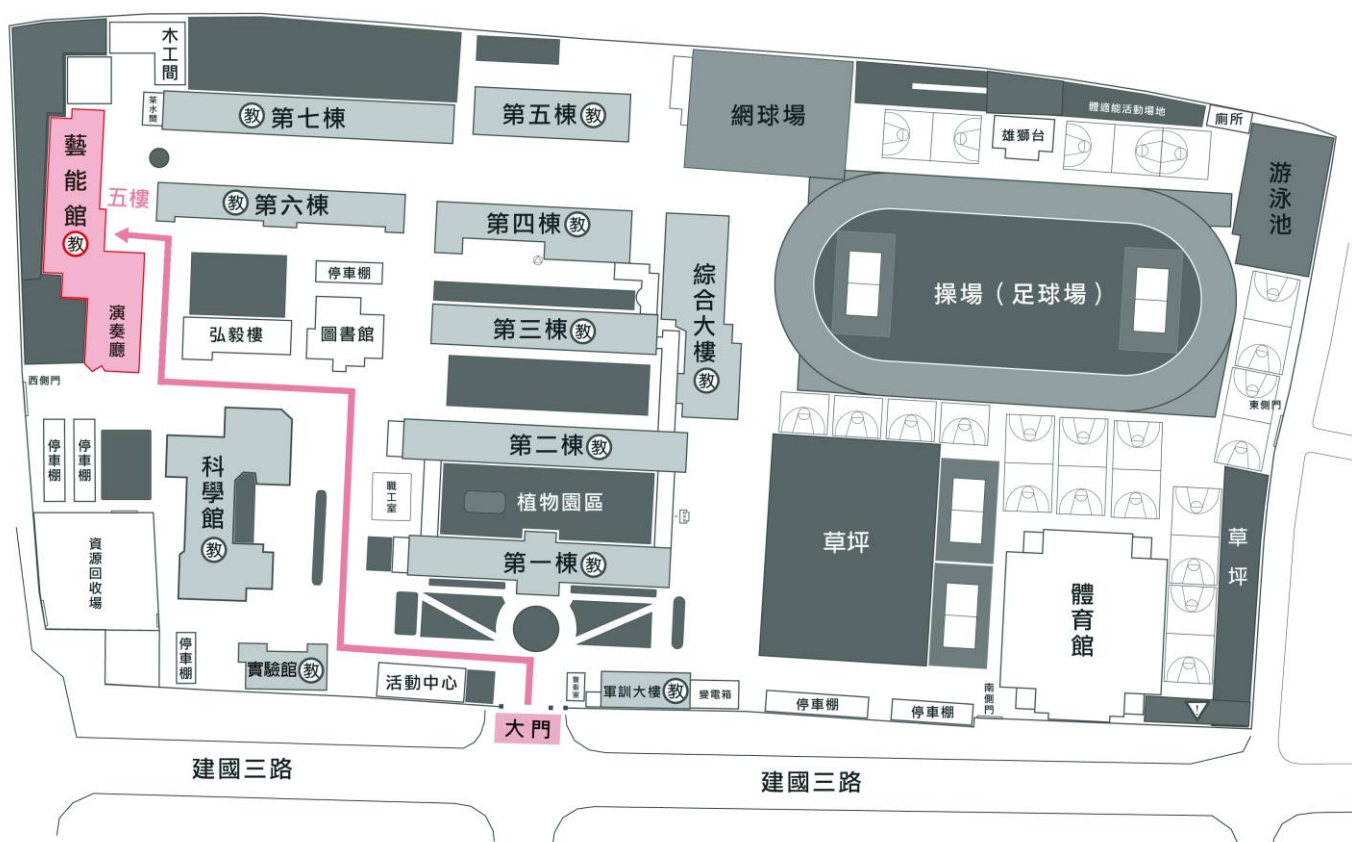 木工間
茶水間
教 第七棟
第五棟 教
網球場
體適能活動場地
雄獅台
廁所
游泳池
藝能館 教
五樓
教 第六棟
第四棟 教
綜合大樓 教
操場（足球場）
演奏廳
停車棚
弘毅樓
圖書館
第三棟 教
西側門
東側門
停車棚
停車棚
科學館 教
第二棟 教
職工室
植物園區
草坪
草坪
資源回收場
第一棟 教
體育館
停車棚
實驗館 教
活動中心
警衛室
軍訓大樓 教
變電箱
停車棚
停車棚
南側門
!
大門
建國三路
建國三路